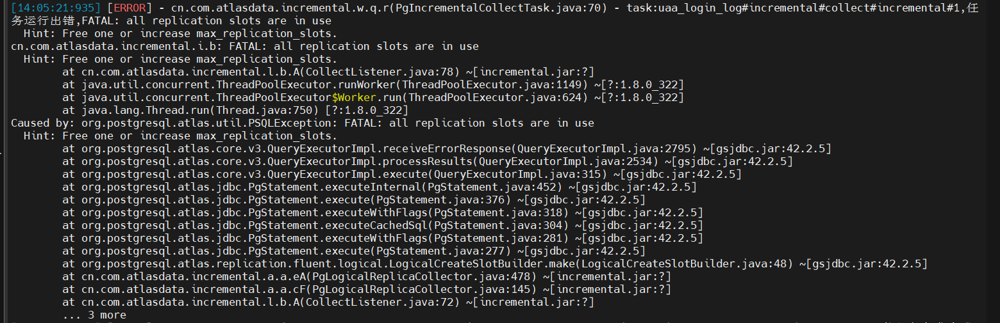 [14:05:21:935] [ERROR] - cn.com.atlasdata.incremental.w.q.r(PgIncrementalCollectTask.java:70) - task:uaa_login_log#incremental#collect#incremental#1,任
务运行出错,FATAL: all replication slots are in use
  Hint: Free one or increase max_replication_slots.
cn.com.atlasdata.incremental.i.b: FATAL: all replication slots are in use
  Hint: Free one or increase max_replication_slots.
        at cn.com.atlasdata.incremental.l.b.A(CollectListener.java:78) ~[incremental.jar:?]
        at java.util.concurrent.ThreadPoolExecutor.runWorker(ThreadPoolExecutor.java:1149) ~[?:1.8.0_322]
        at java.util.concurrent.ThreadPoolExecutor$Worker.run(ThreadPoolExecutor.java:624) ~[?:1.8.0_322]
        at java.lang.Thread.run(Thread.java:750) [?:1.8.0_322]
Caused by: org.postgresql.atlas.util.PSQLException: FATAL: all replication slots are in use
  Hint: Free one or increase max_replication_slots.
        at org.postgresql.atlas.core.v3.QueryExecutorImpl.receiveErrorResponse(QueryExecutorImpl.java:2795) ~[gsjdbc.jar:42.2.5]
        at org.postgresql.atlas.core.v3.QueryExecutorImpl.processResults(QueryExecutorImpl.java:2534) ~[gsjdbc.jar:42.2.5]
        at org.postgresql.atlas.core.v3.QueryExecutorImpl.execute(QueryExecutorImpl.java:315) ~[gsjdbc.jar:42.2.5]
        at org.postgresql.atlas.jdbc.PgStatement.executeInternal(PgStatement.java:452) ~[gsjdbc.jar:42.2.5]
        at org.postgresql.atlas.jdbc.PgStatement.execute(PgStatement.java:376) ~[gsjdbc.jar:42.2.5]
        at org.postgresql.atlas.jdbc.PgStatement.executeWithFlags(PgStatement.java:318) ~[gsjdbc.jar:42.2.5]
        at org.postgresql.atlas.jdbc.PgStatement.executeCachedSql(PgStatement.java:304) ~[gsjdbc.jar:42.2.5]
        at org.postgresql.atlas.jdbc.PgStatement.executeWithFlags(PgStatement.java:281) ~[gsjdbc.jar:42.2.5]
        at org.postgresql.atlas.jdbc.PgStatement.execute(PgStatement.java:277) ~[gsjdbc.jar:42.2.5]
        at org.postgresql.atlas.replication.fluent.logical.LogicalCreateSlotBuilder.make(LogicalCreateSlotBuilder.java:48) ~[gsjdbc.jar:42.2.5]
        at cn.com.atlasdata.incremental.a.a.eA(PgLogicalReplicaCollector.java:478) ~[incremental.jar:?]
        at cn.com.atlasdata.incremental.a.a.cF(PgLogicalReplicaCollector.java:145) ~[incremental.jar:?]
        at cn.com.atlasdata.incremental.l.b.A(CollectListener.java:72) ~[incremental.jar:?]
        ... 3 more